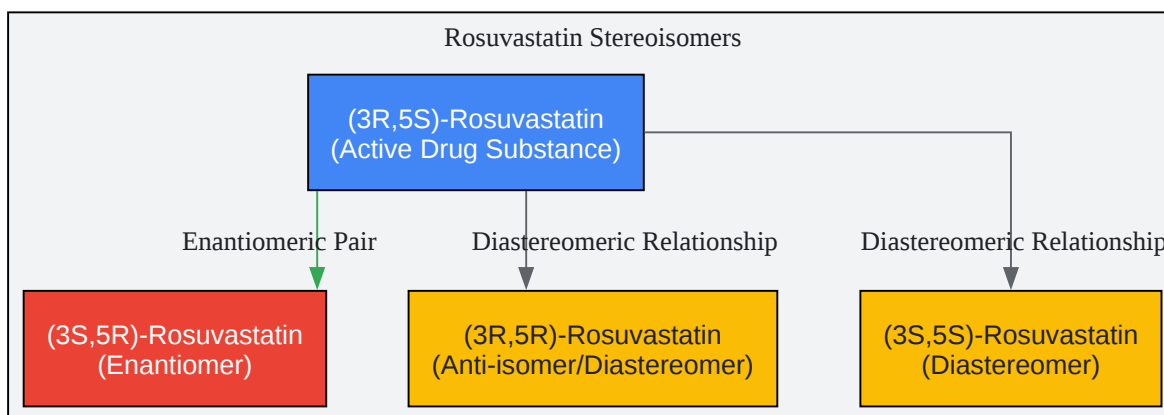 Rosuvastatin Stereoisomers
(3R,5S)-Rosuvastatin
(Active Drug Substance)
Enantiomeric Pair
Diastereomeric Relationship
Diastereomeric Relationship
(3S,5R)-Rosuvastatin
(Enantiomer)
(3R,5R)-Rosuvastatin
(Anti-isomer/Diastereomer)
(3S,5S)-Rosuvastatin
(Diastereomer)